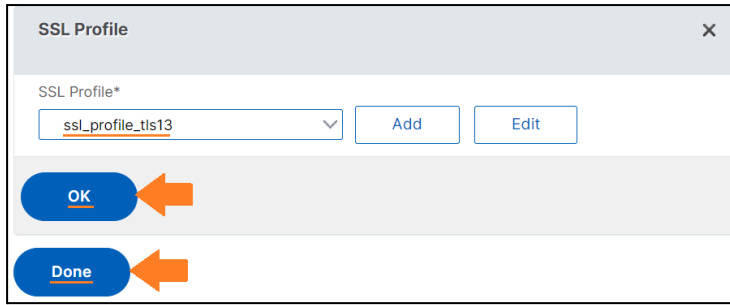 SSL Profile
SSL Profile*
ssl_profile_tls13 Add Edit
OK
Done